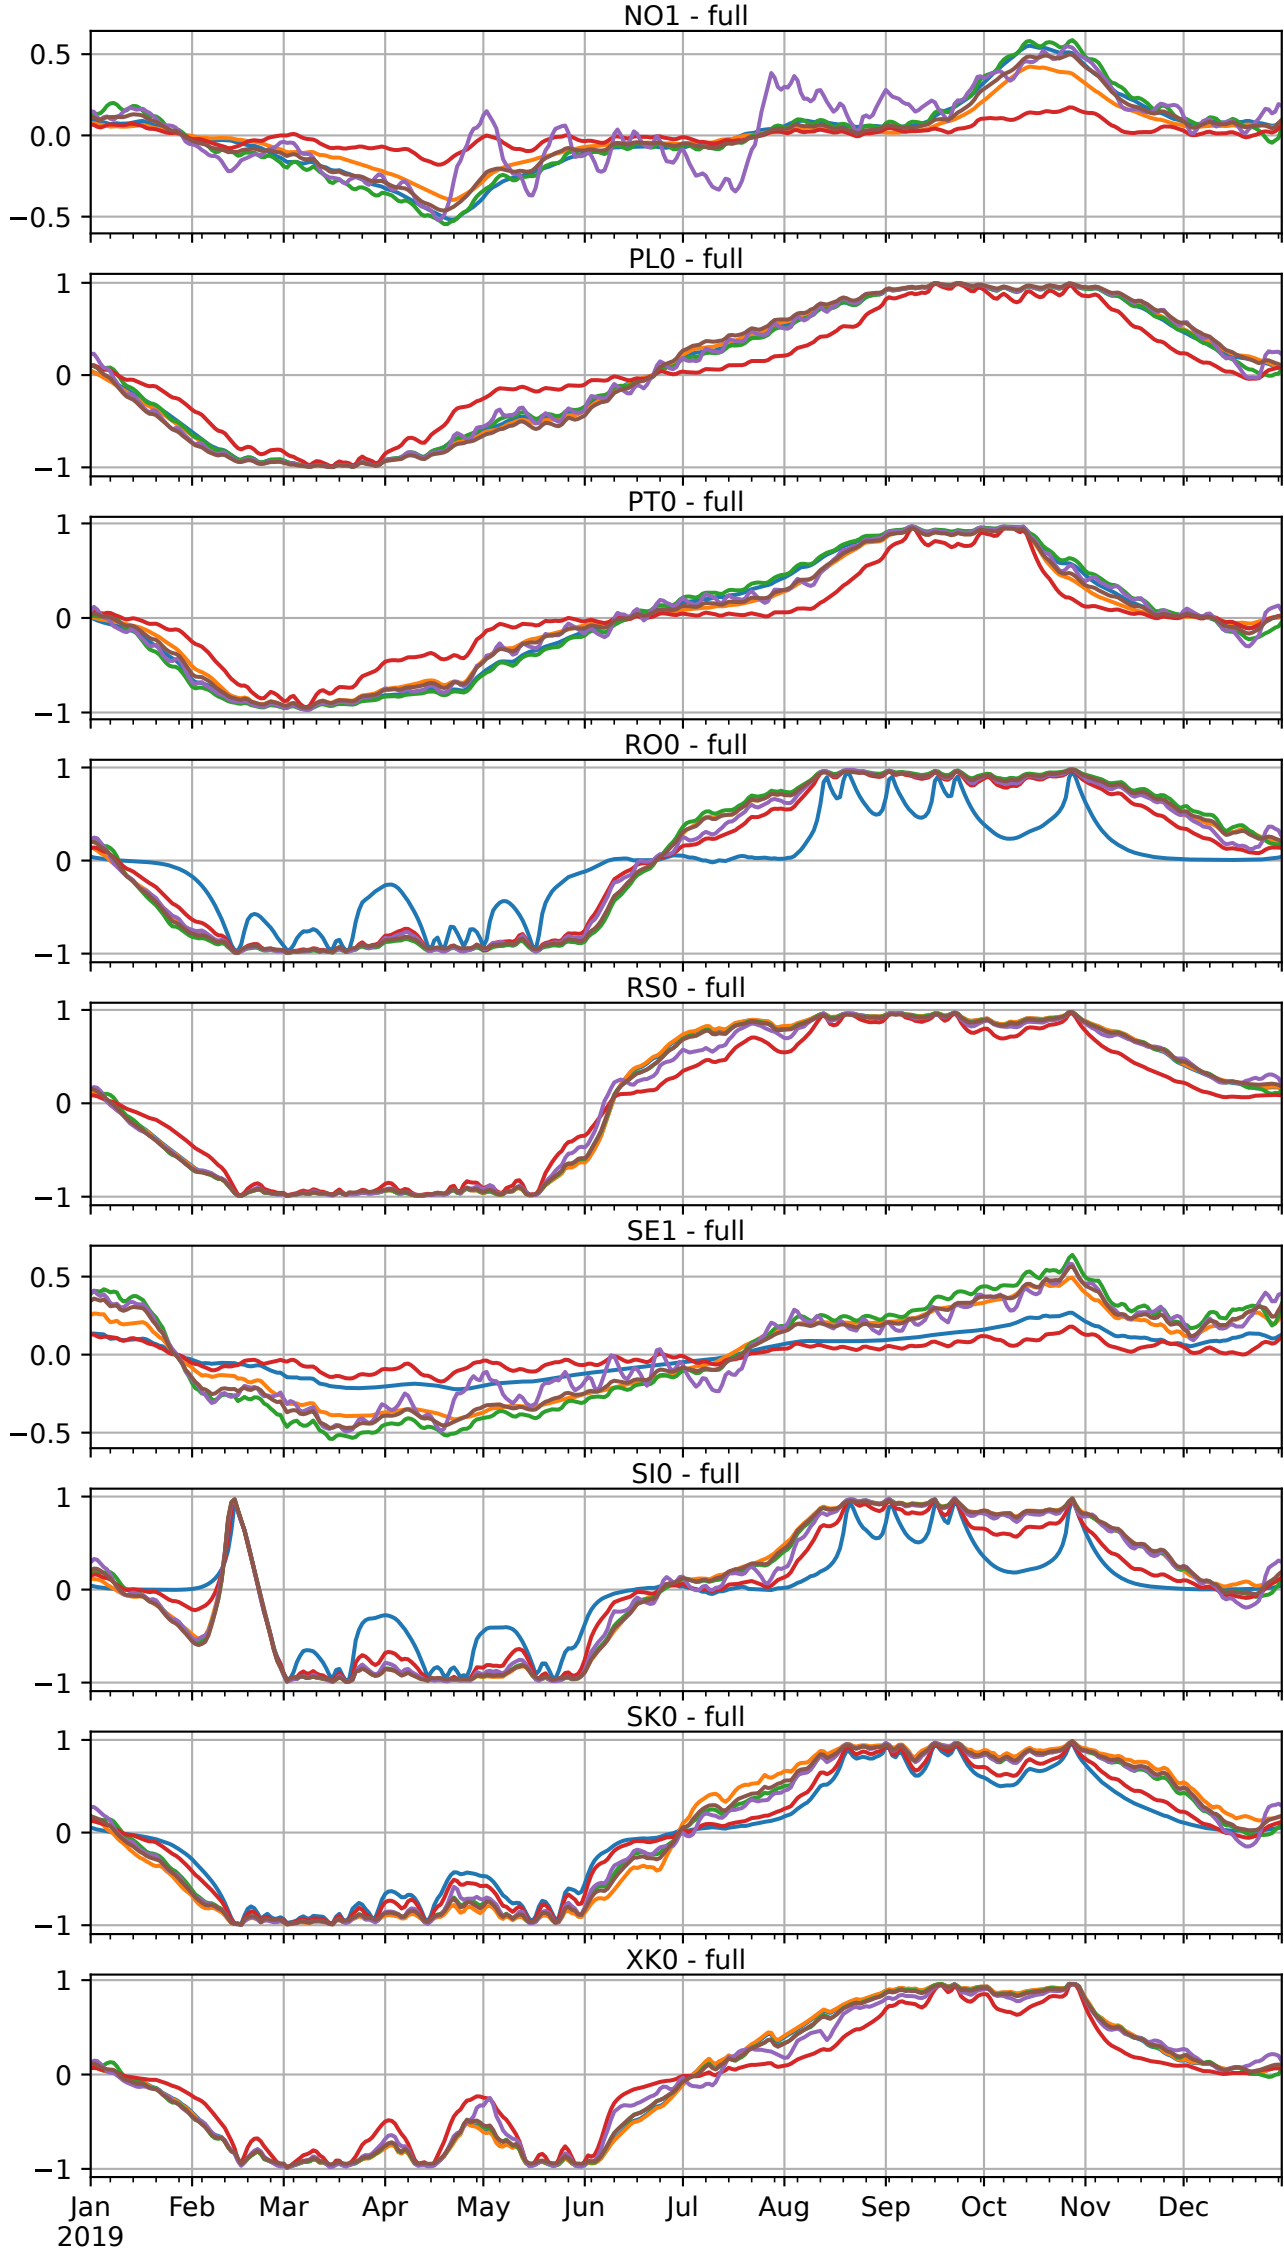 NO1 - full
0.5
0.0
−0.5
PL0 - full
1
0
−1
PT0 - full
1
0
−1
RO0 - full
1
0
−1
RS0 - full
1
0
−1
SE1 - full
0.5
0.0
−0.5
SI0 - full
1
0
−1
SK0 - full
1
0
−1
XK0 - full
1
0
−1
Jan Feb Mar Apr May Jun Jul Aug Sep Oct Nov Dec
2019